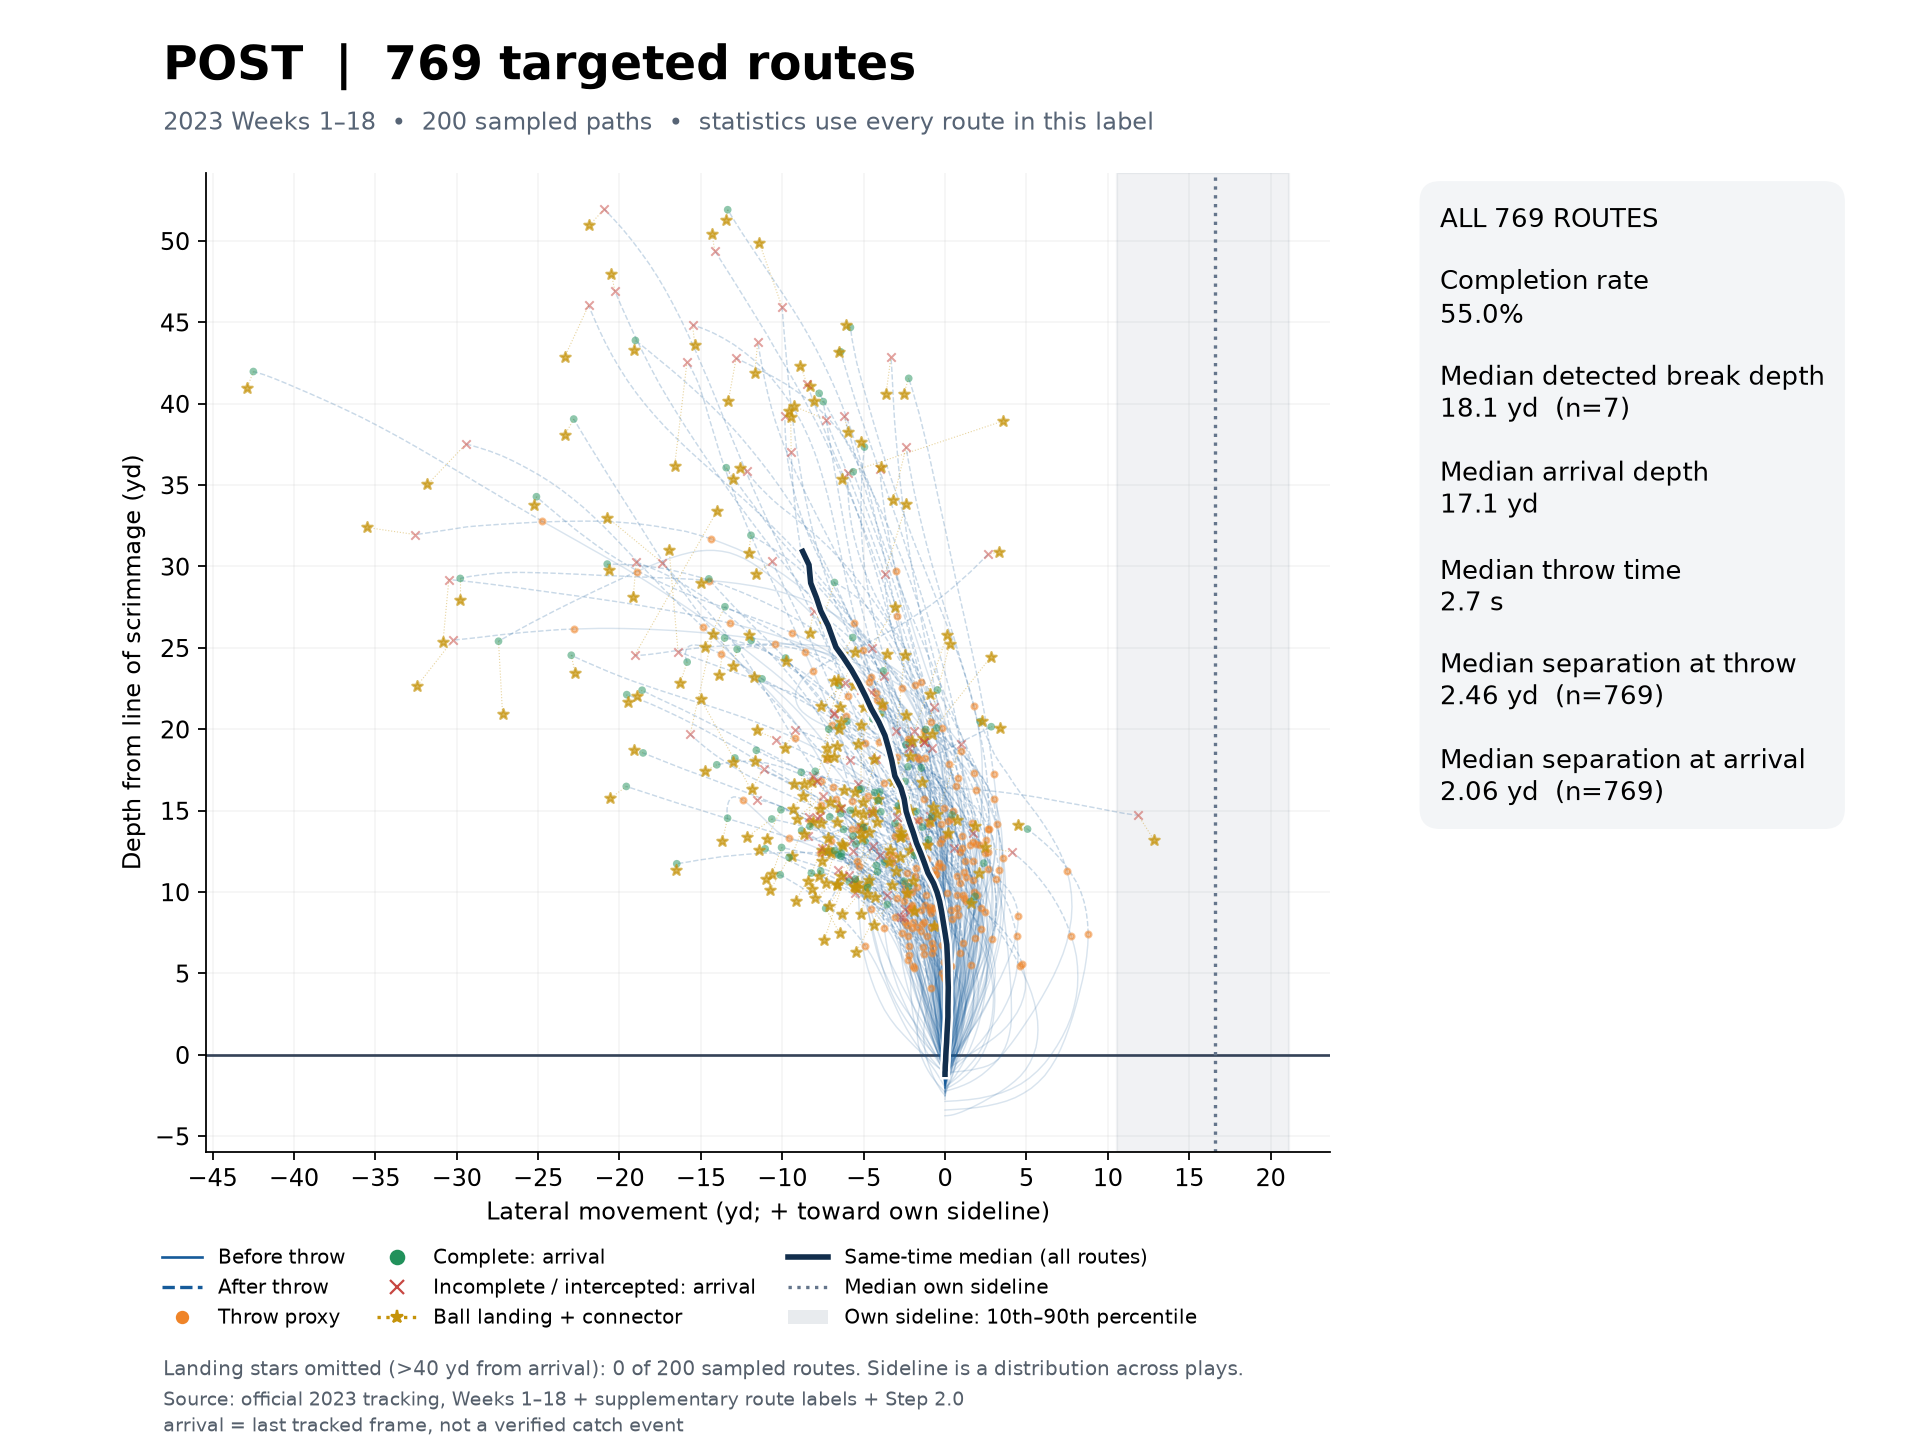 POST | 769 targeted routes
2023 Weeks 1–18 • 200 sampled paths • statistics use every route in this label
ALL 769 ROUTES
Completion rate
55.0%
Median detected break depth
18.1 yd (n=7)
Median arrival depth
17.1 yd
Median throw time
2.7 s
Median separation at throw
2.46 yd (n=769)
Median separation at arrival
2.06 yd (n=769)
Depth from line of scrimmage (yd)
50
45
40
35
30
25
20
15
10
5
0
−5
−45 −40 −35 −30 −25 −20 −15 −10 −5 0 5 10 15 20
Lateral movement (yd; + toward own sideline)
Before throw
After throw
Throw proxy
Complete: arrival
Incomplete / intercepted: arrival
Ball landing + connector
Same-time median (all routes)
Median own sideline
Own sideline: 10th–90th percentile
Landing stars omitted (>40 yd from arrival): 0 of 200 sampled routes. Sideline is a distribution across plays.
Source: official 2023 tracking, Weeks 1–18 + supplementary route labels + Step 2.0
arrival = last tracked frame, not a verified catch event